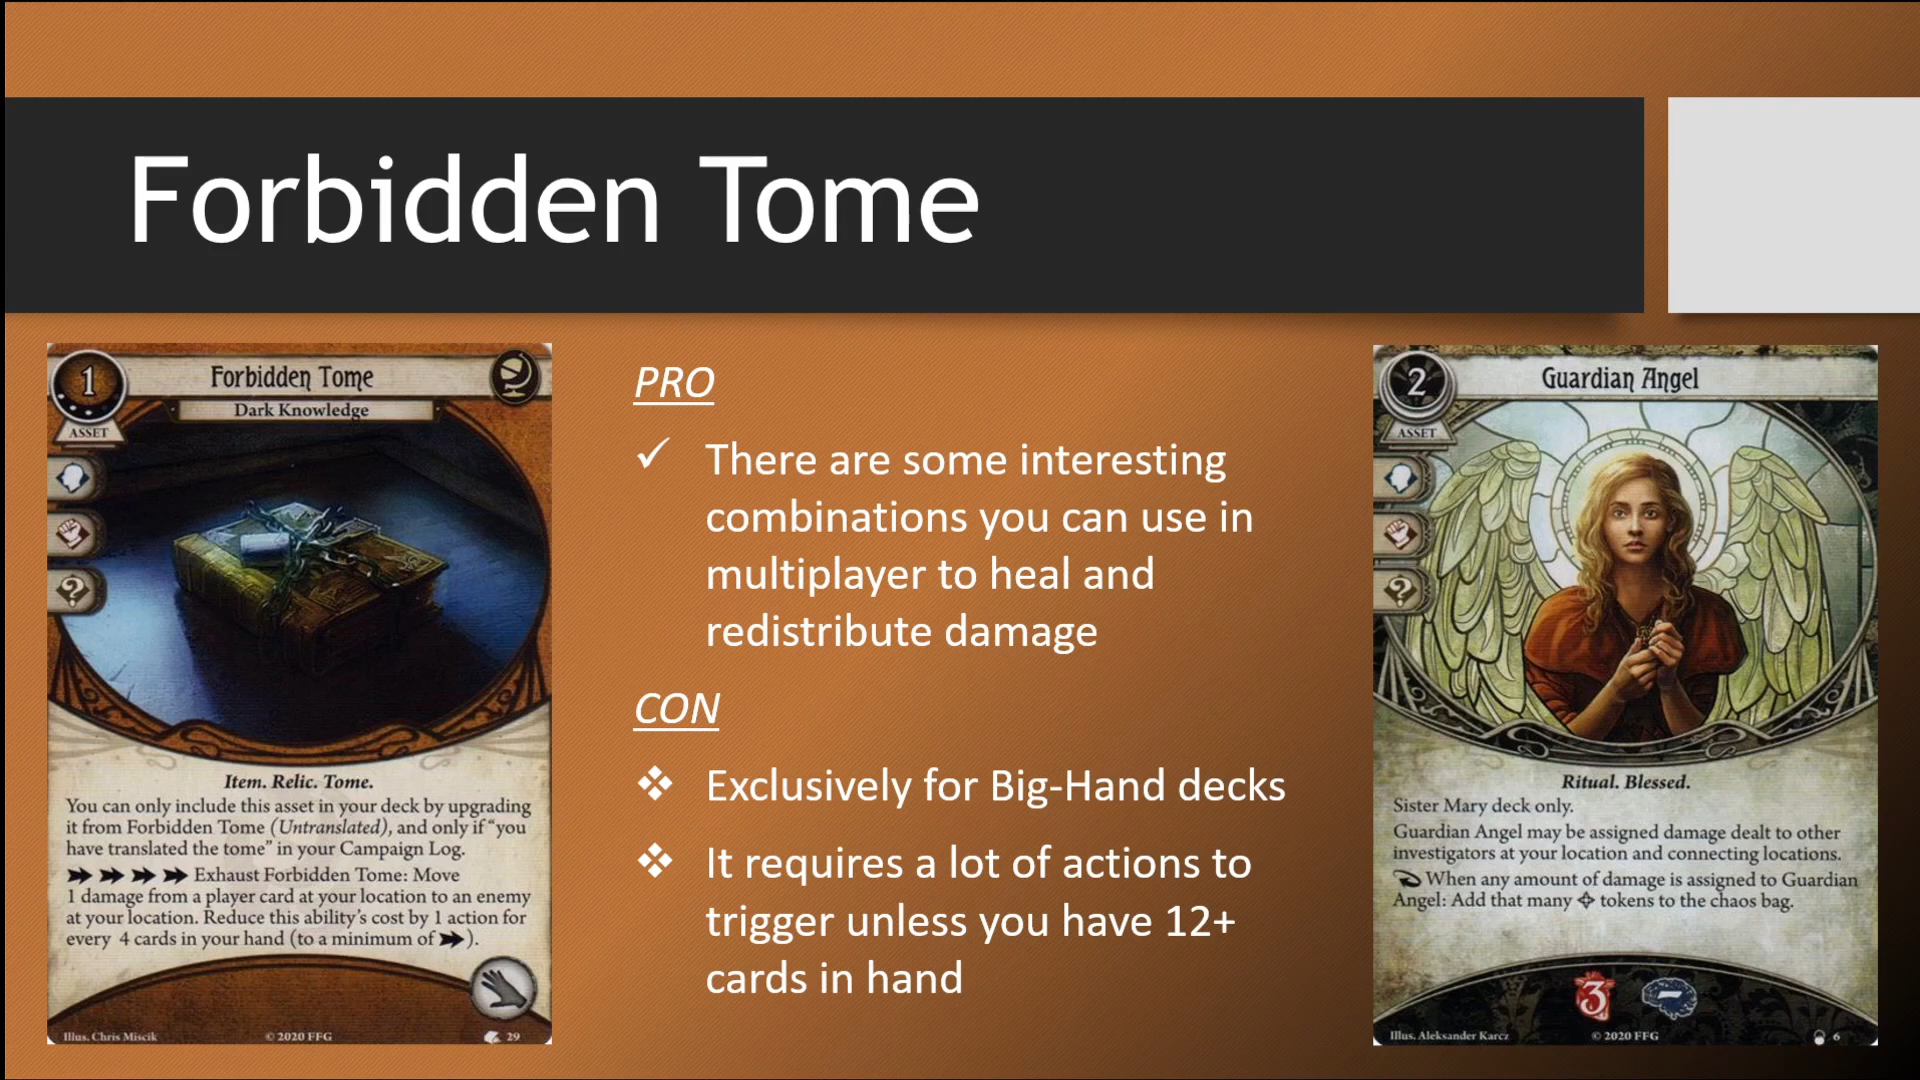 Forbidden Tome
1
Forbidden Tome
Dark Knowledge
ASSET
Item. Relic. Tome.
You can only include this asset in your deck by upgrading
it from Forbidden Tome (Untranslated), and only if “you
have translated the tome” in your Campaign Log.
Exhaust Forbidden Tome: Move
1 damage from a player card at your location to an enemy
at your location. Reduce this ability's cost by 1 action for
every 4 cards in your hand (to a minimum of ).
Illus. Chris Miscik
© 2020 FFG
29
PRO
There are some interesting
combinations you can use in
multiplayer to heal and
redistribute damage
CON
Exclusively for Big-Hand decks
It requires a lot of actions to
trigger unless you have 12+
cards in hand
2
Guardian Angel
ASSET
Ritual. Blessed.
Sister Mary deck only.
Guardian Angel may be assigned damage dealt to other
investigators at your location and connecting locations.
When any amount of damage is assigned to Guardian
Angel: Add that many tokens to the chaos bag.
3
-
Illus. Aleksander Karcz
© 2020 FFG
6